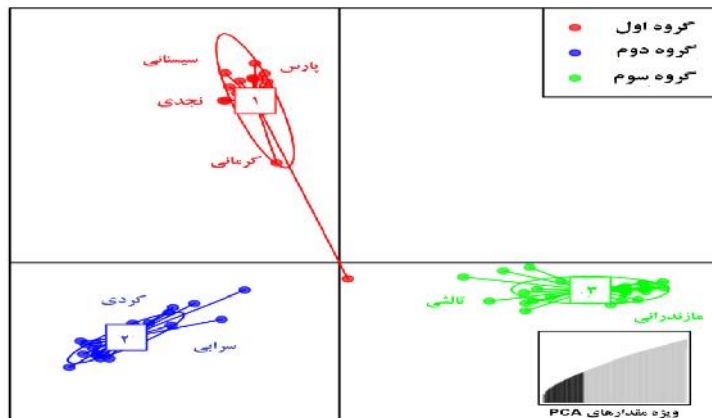 گروه اول
گروه دوم
گروه سوم
سیستانی
پارس
۱
نجدی
کرمانی
کردی
۲
سرابی
۳
تالشی
مازندرانی
ویژه مقدارهای PCA